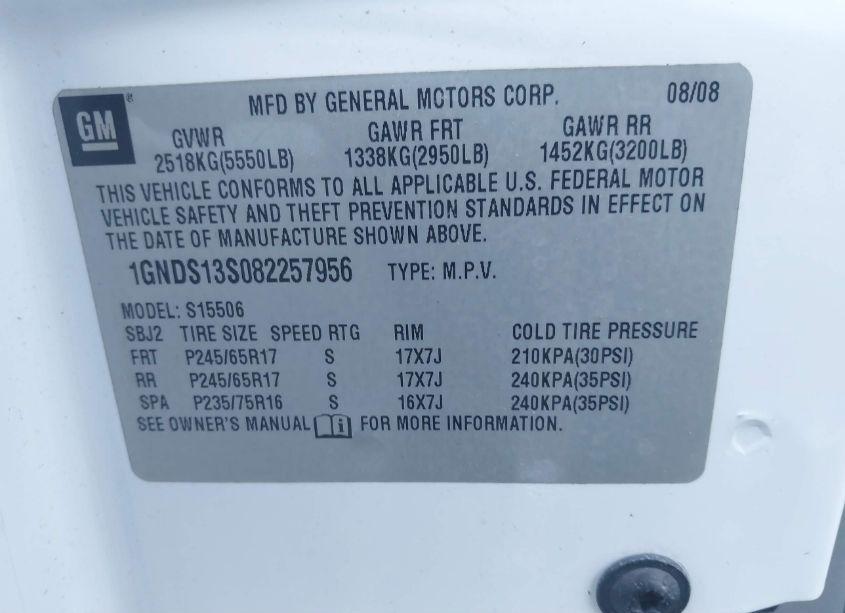 GM
MFD BY GENERAL MOTORS CORP. 08/08
GVWR GAWR FRT GAWR RR
2518KG(5550LB) 1338KG(2950LB) 1452KG(3200LB)
THIS VEHICLE CONFORMS TO ALL APPLICABLE U.S. FEDERAL MOTOR
VEHICLE SAFETY AND THEFT PREVENTION STANDARDS IN EFFECT ON
THE DATE OF MANUFACTURE SHOWN ABOVE.
1GNDS13S082257956 TYPE: M.P.V.
MODEL: S15506
SBJ2 TIRE SIZE SPEED RTG RIM COLD TIRE PRESSURE
FRT P245/65R17 S 17X7J 210KPA(30PSI)
RR P245/65R17 S 17X7J 240KPA(35PSI)
SPA P235/75R16 S 16X7J 240KPA(35PSI)
SEE OWNER'S MANUAL i FOR MORE INFORMATION.